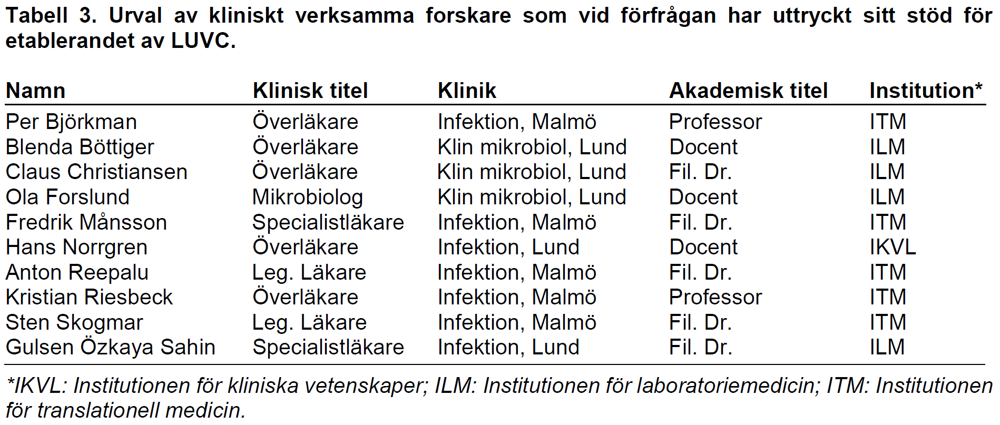 Tabell 3. Urval av kliniskt verksamma forskare som vid förfrågan har uttryckt sitt stöd för
etablerandet av LUVC.
Namn Klinisk titel Klinik Akademisk titel Institution*
Per Björkman Överläkare Infektion, Malmö Professor ITM
Blenda Böttiger Överläkare Klin mikrobiol, Lund Docent ILM
Claus Christiansen Överläkare Klin mikrobiol, Lund Fil. Dr. ILM
Ola Forslund Mikrobiolog Klin mikrobiol, Lund Docent ILM
Fredrik Månsson Specialistläkare Infektion, Malmö Fil. Dr. ITM
Hans Norrgren Överläkare Infektion, Lund Docent IKVL
Anton Reepalu Leg. Läkare Infektion, Malmö Fil. Dr. ITM
Kristian Riesbeck Överläkare Infektion, Malmö Professor ITM
Sten Skogmar Leg. Läkare Infektion, Malmö Fil. Dr. ITM
Gulsen Özkaya Sahin Specialistläkare Infektion, Lund Fil. Dr. ILM
*IKVL: Institutionen för kliniska vetenskaper; ILM: Institutionen för laboratoriemedicin; ITM: Institutionen
för translationell medicin.